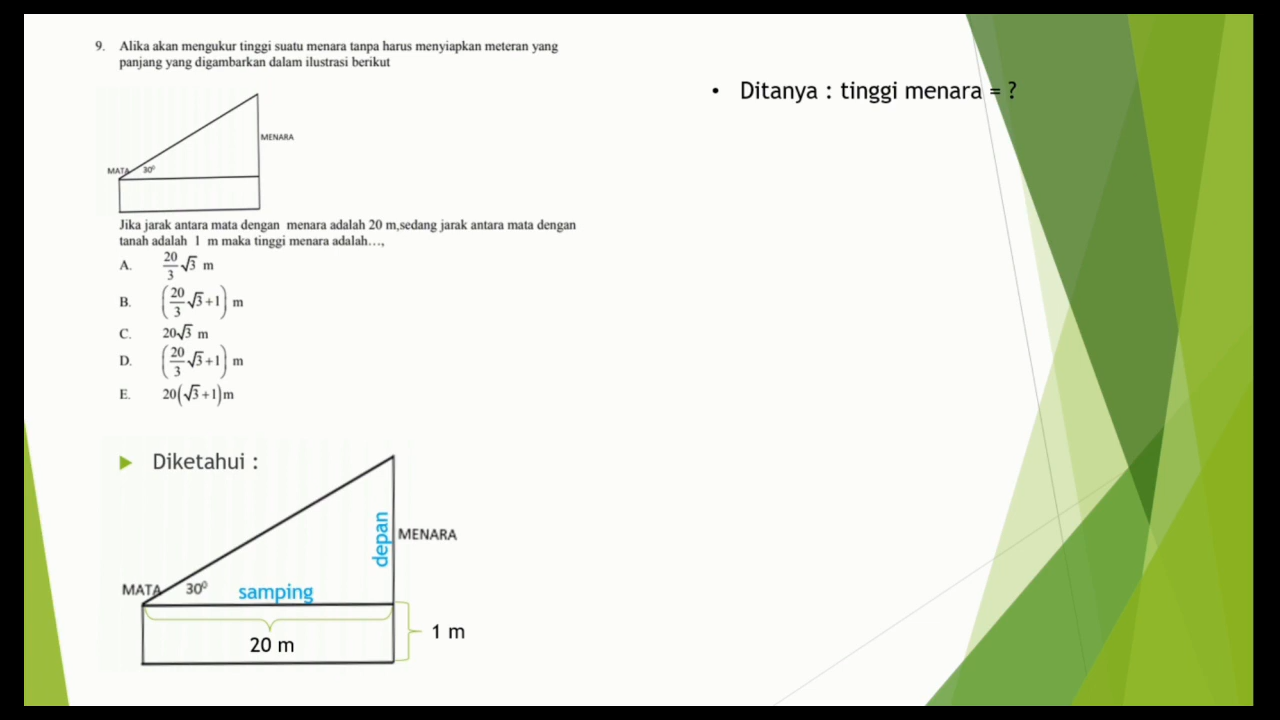 9. Alika akan mengukur tinggi suatu menara tanpa harus menyiapkan meteran yang
panjang yang digambarkan dalam ilustrasi berikut
MENARA
MATA 30⁰
Jika jarak antara mata dengan menara adalah 20 m,sedang jarak antara mata dengan
tanah adalah 1 m maka tinggi menara adalah…,
A. 20/3 √3 m
B. (20/3 √3+1) m
C. 20√3 m
D. (20/3 √3+1) m
E. 20(√3+1)m
Diketahui :
depan
MENARA
MATA 30⁰ samping
20 m
1 m
• Ditanya : tinggi menara = ?